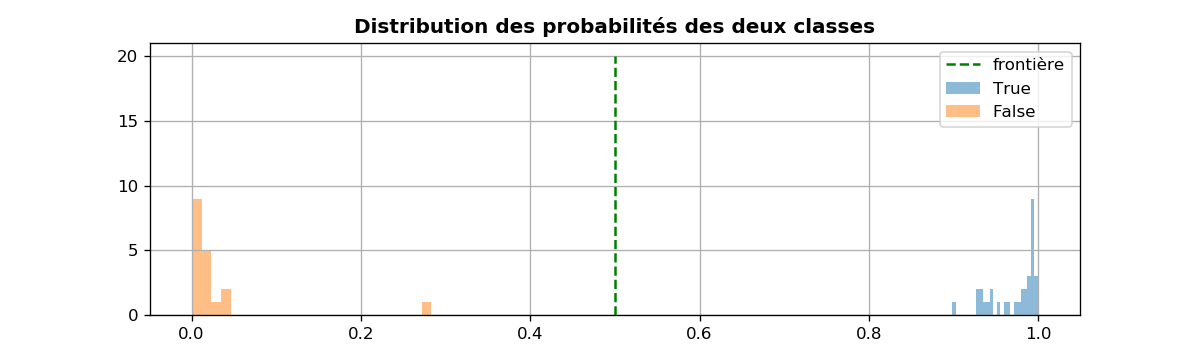 Distribution des probabilités des deux classes
frontière
True
False
20
15
10
5
0
0.0 0.2 0.4 0.6 0.8 1.0